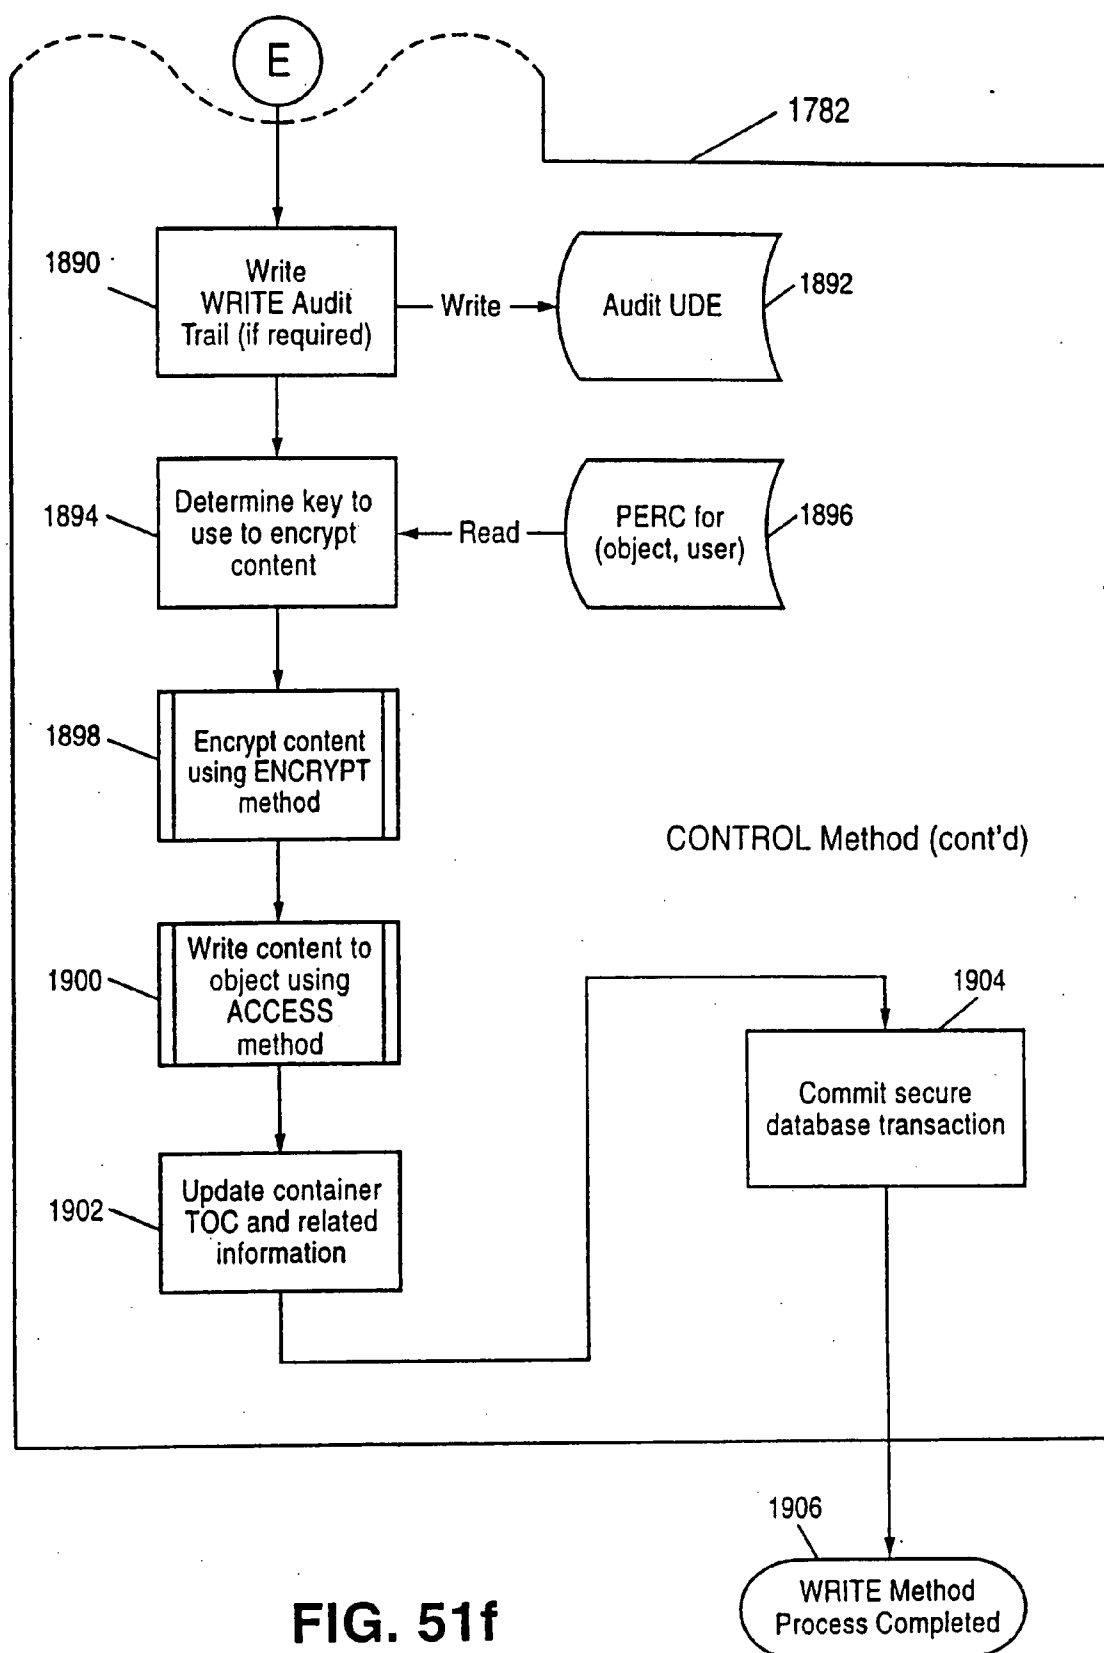 E
1782
1890
Write
WRITE Audit
Trail (if required)
Write
Audit UDE
1892
1894
Determine key to
use to encrypt
content
Read
PERC for
(object, user)
1896
1898
Encrypt content
using ENCRYPT
method
CONTROL Method (cont'd)
1900
Write content to
object using
ACCESS
method
1904
Commit secure
database transaction
1902
Update container
TOC and related
information
1906
WRITE Method
Process Completed
FIG. 51f